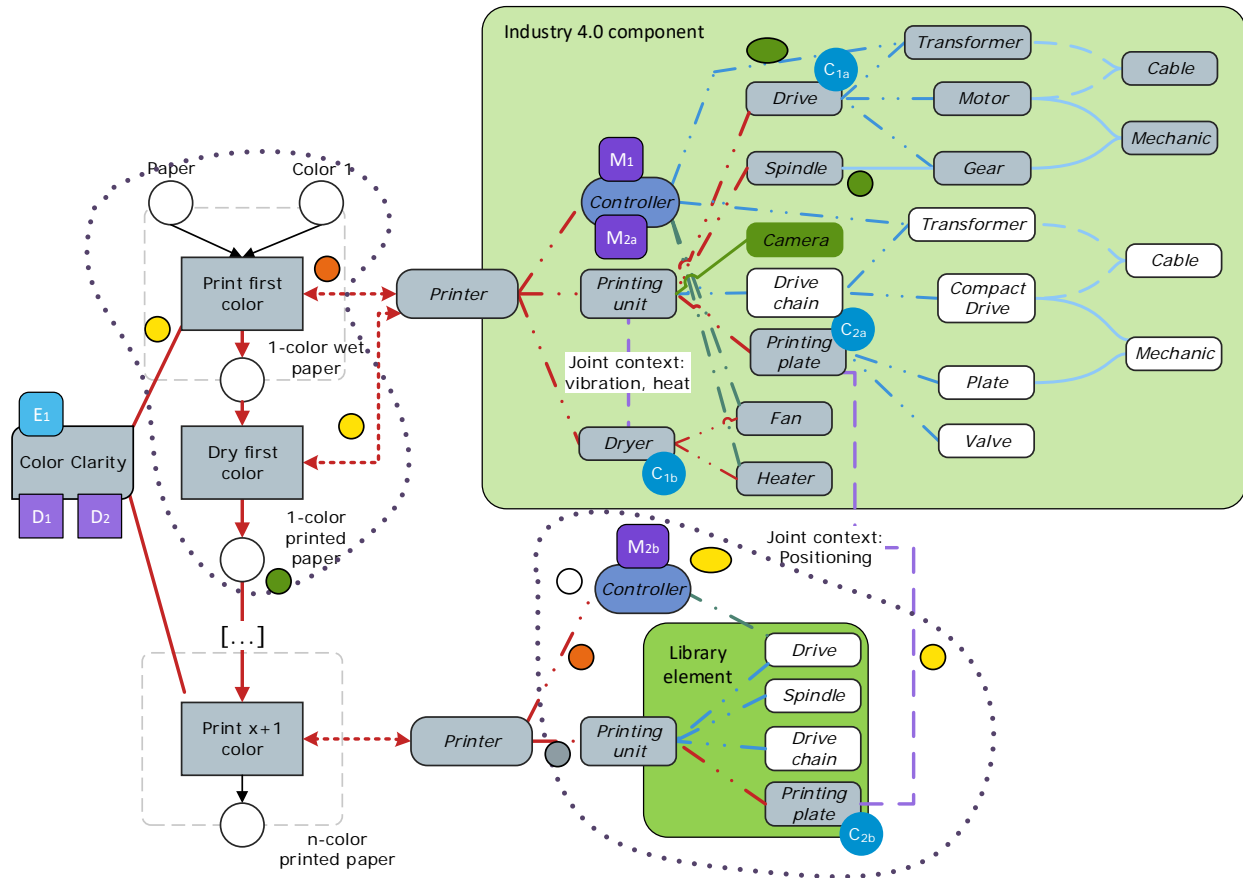 Industry 4.0 component
Transformer
C1a
Cable
Drive
Motor
Mechanic
M1
Paper
Color 1
Spindle
Gear
Controller
M2a
Transformer
Camera
Cable
Print first
color
Printer
Printing
unit
Drive
chain
Compact
Drive
C2a
1-color wet
paper
Joint context:
vibration, heat
Printing
plate
Mechanic
Plate
E1
Fan
Dry first
color
Dryer
Valve
Color Clarity
C1b
Heater
D1
D2
1-color
printed
paper
M2b
Joint context:
Positioning
Controller
[...]
Library
element
Drive
Spindle
Print x+1
color
Printer
Printing
unit
Drive
chain
Printing
plate
n-color
printed paper
C2b